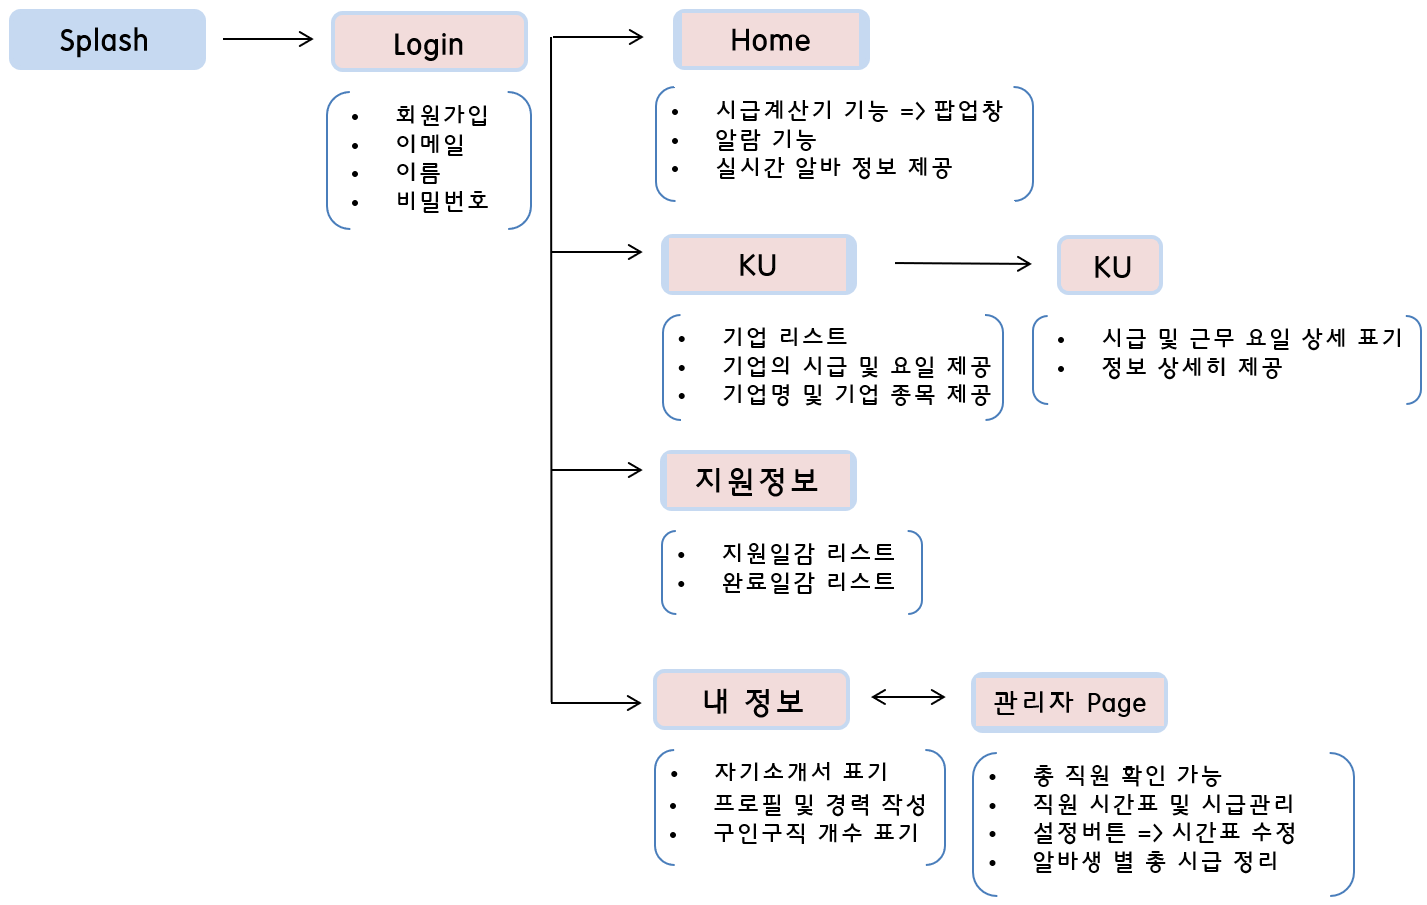 Splash
Login
• 회원가입
• 이메일
• 이름
• 비밀번호
Home
• 시급계산기 기능 => 팝업창
• 알람 기능
• 실시간 알바 정보 제공
KU
• 기업 리스트
• 기업의 시급 및 요일 제공
• 기업명 및 기업 종목 제공
KU
• 시급 및 근무 요일 상세 표기
• 정보 상세히 제공
지원정보
• 지원일감 리스트
• 완료일감 리스트
내 정보
• 자기소개서 표기
• 프로필 및 경력 작성
• 구인구직 개수 표기
관리자 Page
• 총 직원 확인 가능
• 직원 시간표 및 시급관리
• 설정버튼 => 시간표 수정
• 알바생 별 총 시급 정리